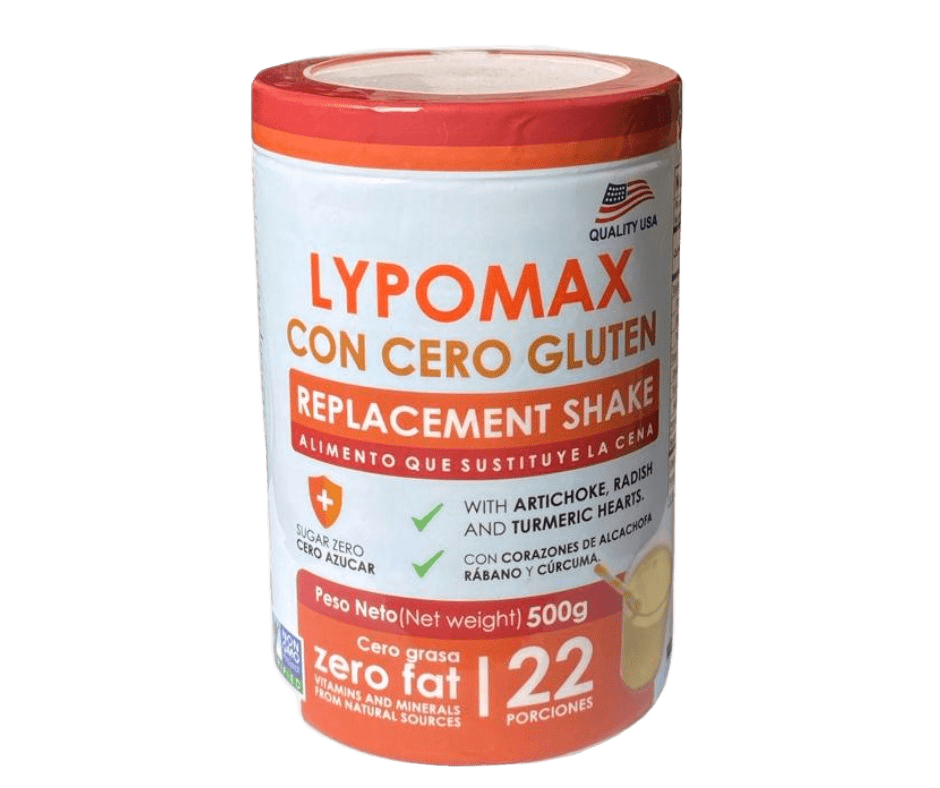 QUALITY USA
LYPOMAX
CON CERO GLUTEN
REPLACEMENT SHAKE
ALIMENTO QUE SUSTITUYE LA CENA
SUGAR ZERO
CERO AZUCAR
WITH ARTICHOKE, RADISH
AND TURMERIC HEARTS.
CON CORAZONES DE ALCACHOFA
RÁBANO Y CÚRCUMA.
Peso Neto(Net weight) 500g
Cero grasa
zero fat
VITAMINS AND MINERALS
FROM NATURAL SOURCES
22
PORCIONES
NON
GMO